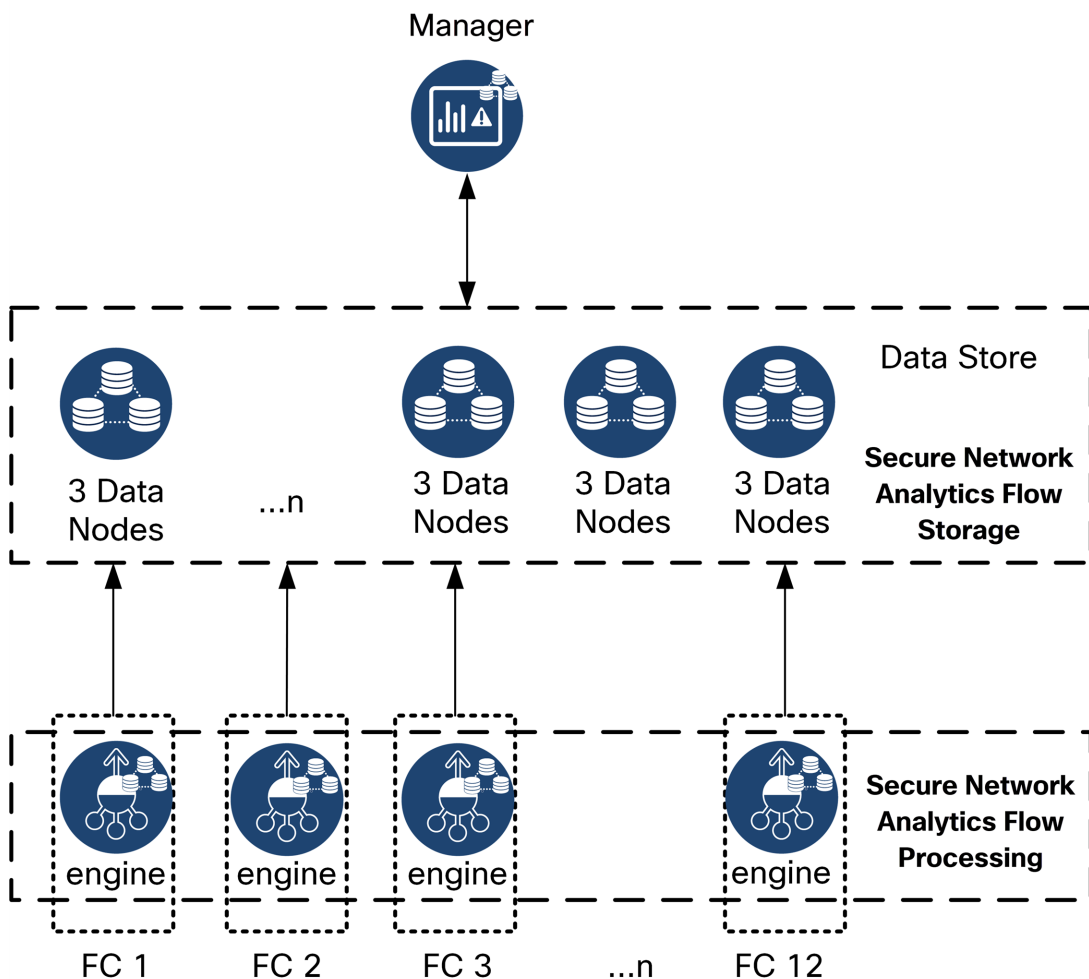 Manager
Data Store
3 Data
Nodes
...n
3 Data
Nodes
3 Data
Nodes
3 Data
Nodes
Secure Network
Analytics Flow
Storage
engine
engine
engine
engine
Secure Network
Analytics Flow
Processing
FC 1
FC 2
FC 3
...n
FC 12